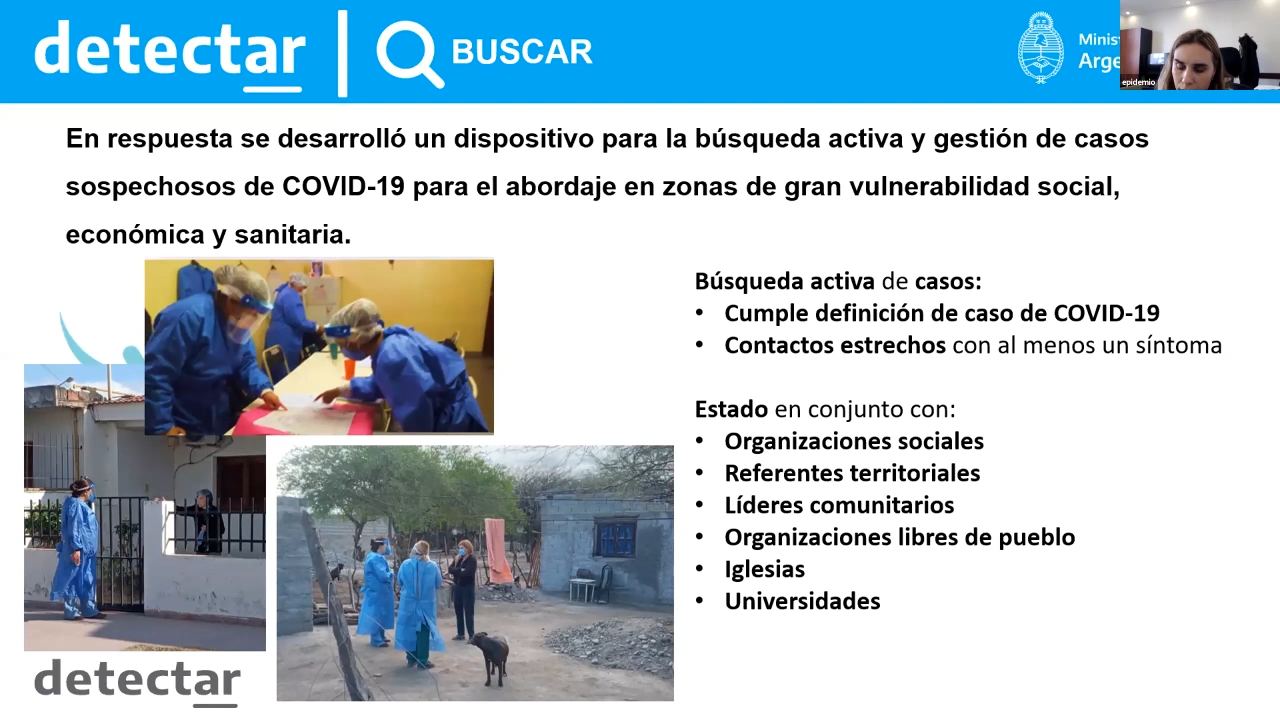 detectar
BUSCAR
Arge
epidemio
En respuesta se desarrolló un dispositivo para la búsqueda activa y gestión de casos
sospechosos de COVID-19 para el abordaje en zonas de gran vulnerabilidad social,
económica y sanitaria.
Búsqueda activa de casos:
• Cumple definición de caso de COVID-19
• Contactos estrechos con al menos un síntoma
Estado en conjunto con:
• Organizaciones sociales
• Referentes territoriales
• Líderes comunitarios
• Organizaciones libres de pueblo
• Iglesias
• Universidades
detectar